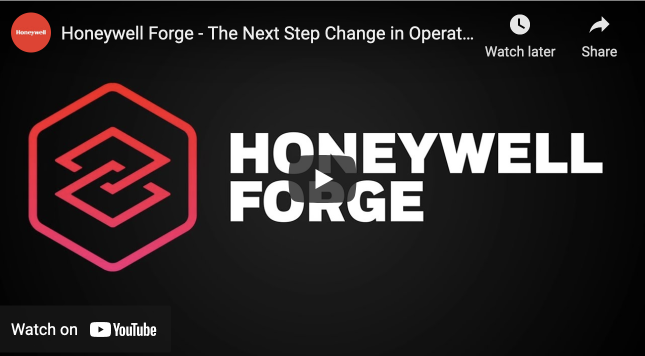 Honeywell
Honeywell Forge - The Next Step Change in Operat...
Watch later
Share
HONEYWELL
FORGE
Watch on YouTube